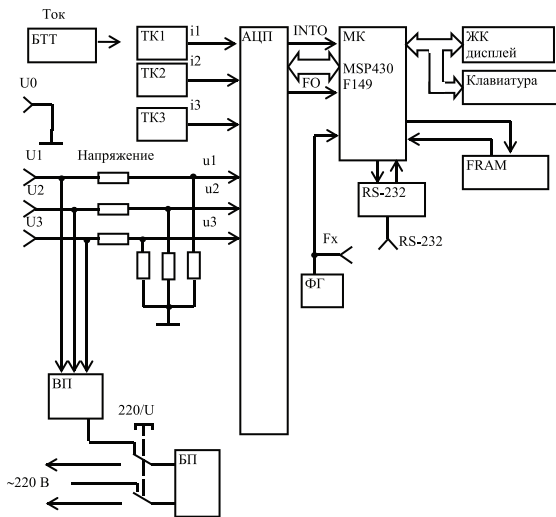 Ток
БТТ
ТК1
i1
i2
ТК2
i3
ТК3
АЦП
INTO
FO
МК
MSP430
F149
ЖК
дисплей
Клавиатура
FRAM
RS-232
RS-232
Fx
ФГ
U0
U1
Напряжение
u1
U2
u2
U3
u3
ВП
220/U
БП
~220 В